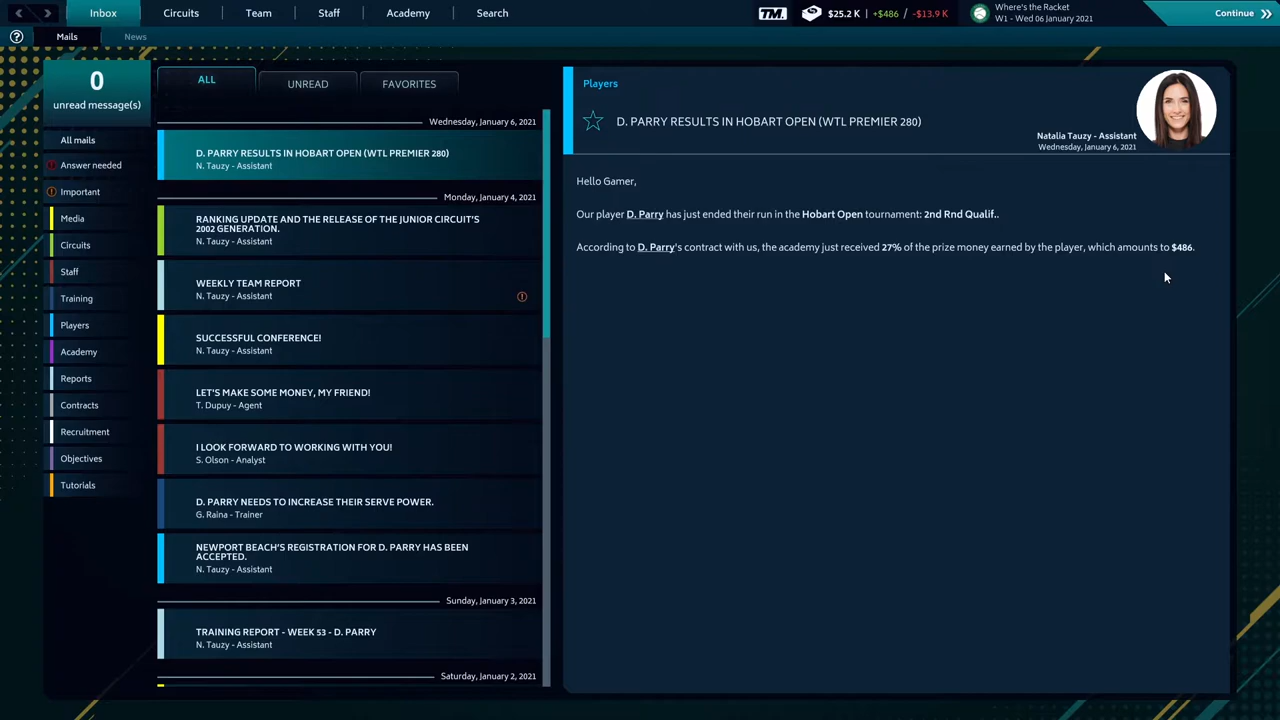 Inbox
Circuits
Team
Staff
Academy
Search
TM.
$25.2 K
+$486 / -$13.9 K
Where's the Racket
W1 - Wed 06 January 2021
Continue
Mails
News
0
unread message(s)
All mails
Answer needed
Important
Media
Circuits
Staff
Training
Players
Academy
Reports
Contracts
Recruitment
Objectives
Tutorials
ALL
UNREAD
FAVORITES
Wednesday, January 6, 2021
D. PARRY RESULTS IN HOBART OPEN (WTL PREMIER 280)
N. Tauzy - Assistant
Monday, January 4, 2021
RANKING UPDATE AND THE RELEASE OF THE JUNIOR CIRCUIT'S
2002 GENERATION.
N. Tauzy - Assistant
WEEKLY TEAM REPORT
N. Tauzy - Assistant
SUCCESSFUL CONFERENCE!
N. Tauzy - Assistant
LET'S MAKE SOME MONEY, MY FRIEND!
T. Dupuy - Agent
I LOOK FORWARD TO WORKING WITH YOU!
S. Olson - Analyst
D. PARRY NEEDS TO INCREASE THEIR SERVE POWER.
G. Raina - Trainer
NEWPORT BEACH'S REGISTRATION FOR D. PARRY HAS BEEN
ACCEPTED.
N. Tauzy - Assistant
Sunday, January 3, 2021
TRAINING REPORT - WEEK 53 - D. PARRY
N. Tauzy - Assistant
Saturday, January 2, 2021
Players
D. PARRY RESULTS IN HOBART OPEN (WTL PREMIER 280)
Natalia Tauzy - Assistant
Wednesday, January 6, 2021
Hello Gamer,
Our player D. Parry has just ended their run in the Hobart Open tournament: 2nd Rnd Qualif..
According to D. Parry's contract with us, the academy just received 27% of the prize money earned by the player, which amounts to $486.